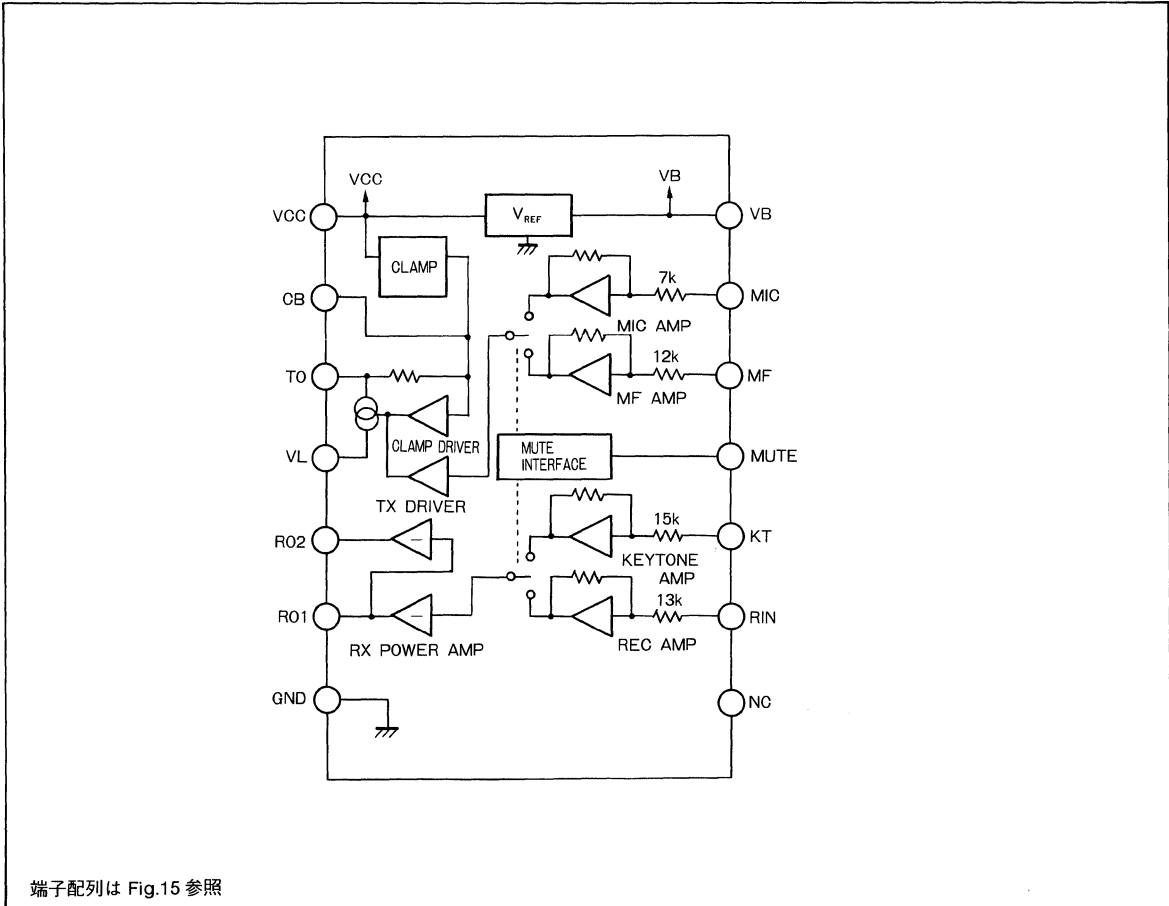 VCC
VB
VCC
V_REF
VB
CLAMP
7k
CB
MIC
MIC AMP
12k
TO
MF
MF AMP
CLAMP DRIVER
MUTE
INTERFACE
VL
MUTE
TX DRIVER
15k
RO2
KT
KEYTONE
AMP
13k
RO1
RIN
RX POWER AMP
REC AMP
GND
NC
端子配列は Fig.15 参照